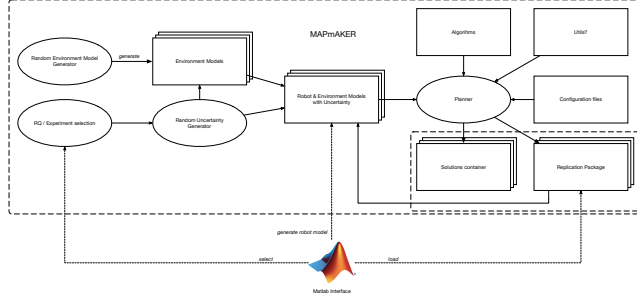 MAPmAKER
Algorithms
Utils?
Random Environment Model
Generator
generate
Environment Models
Robot & Environment Models
with Uncertainty
Planner
Configuration files
RQ / Experiment selection
Random Uncertainty
Generator
Solutions container
Replication Package
generate robot model
select
load
Matlab Interface